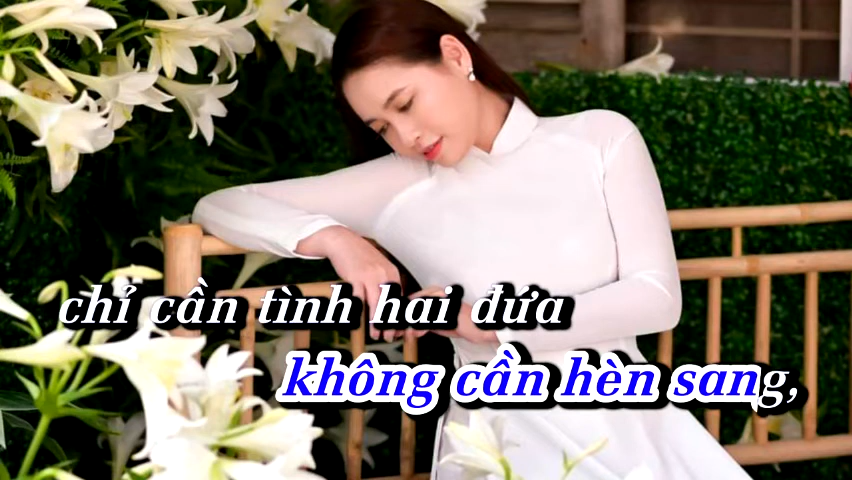 chỉ cần tình hai đứa
không cần hèn sang,